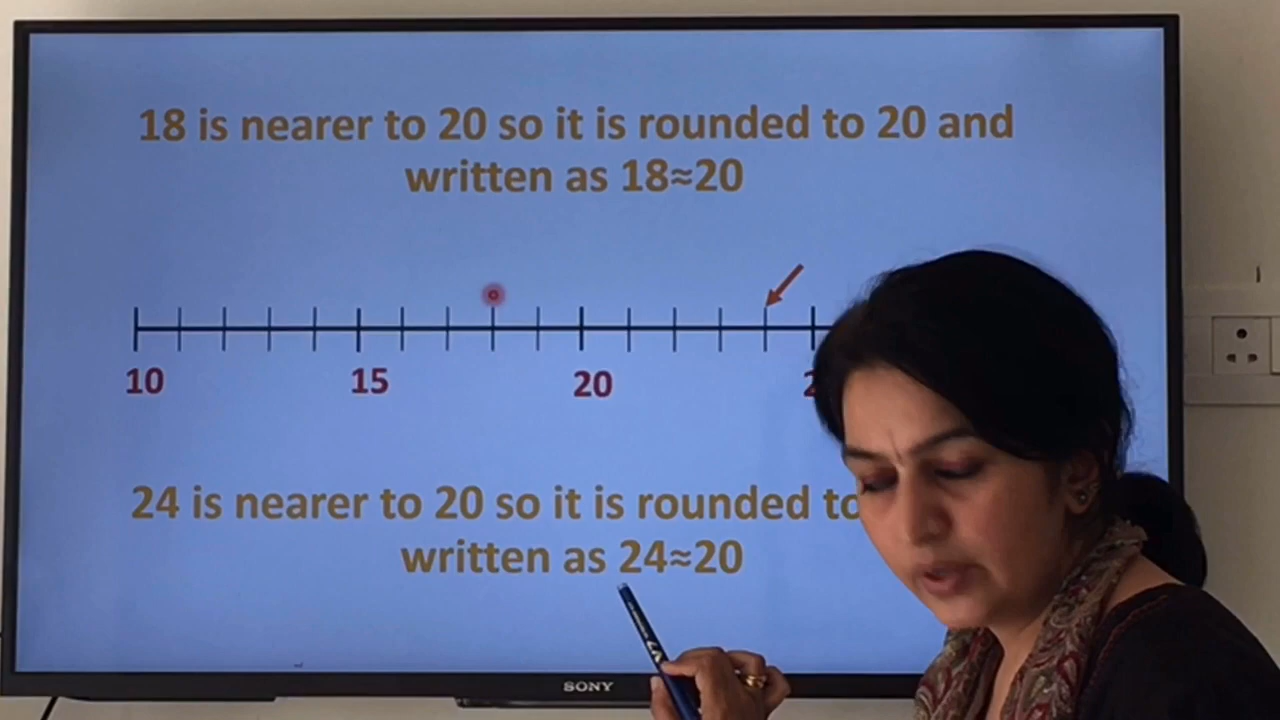 18 is nearer to 20 so it is rounded to 20 and
written as 18≈20
10 15 20
24 is nearer to 20 so it is rounded to
written as 24≈20
SONY